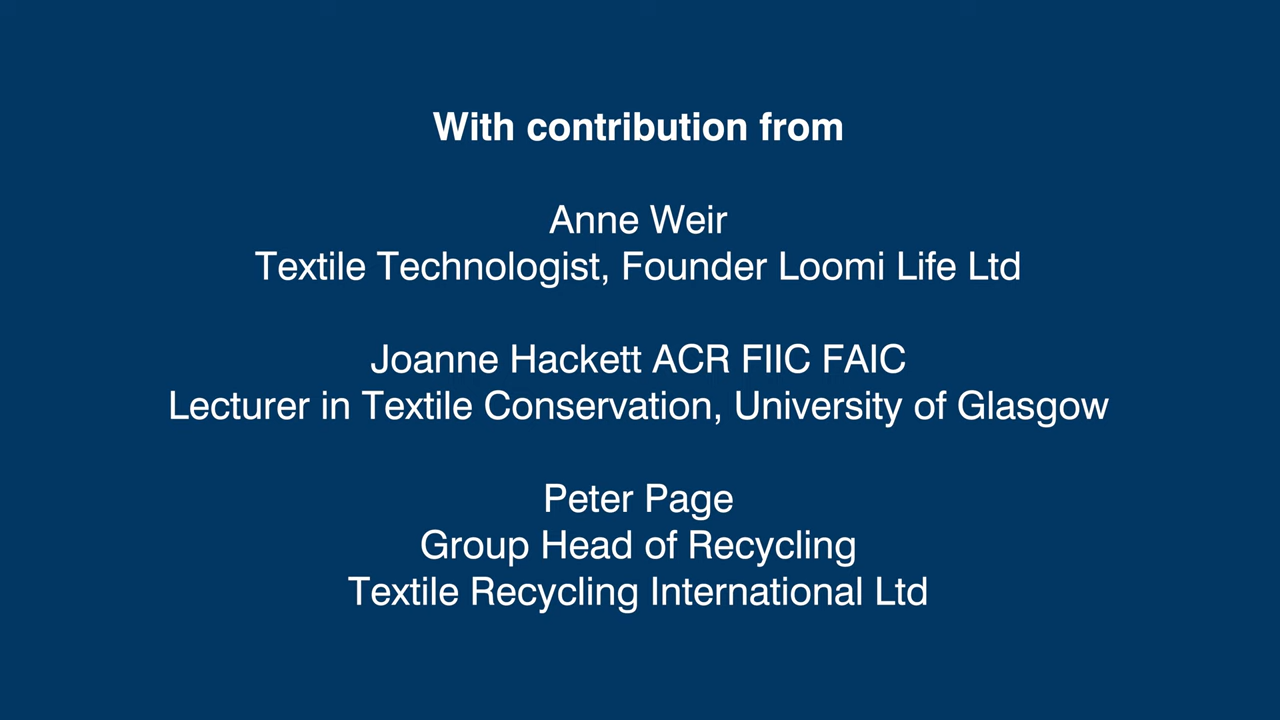 With contribution from
Anne Weir
Textile Technologist, Founder Loomi Life Ltd
Joanne Hackett ACR FIIC FAIC
Lecturer in Textile Conservation, University of Glasgow
Peter Page
Group Head of Recycling
Textile Recycling International Ltd